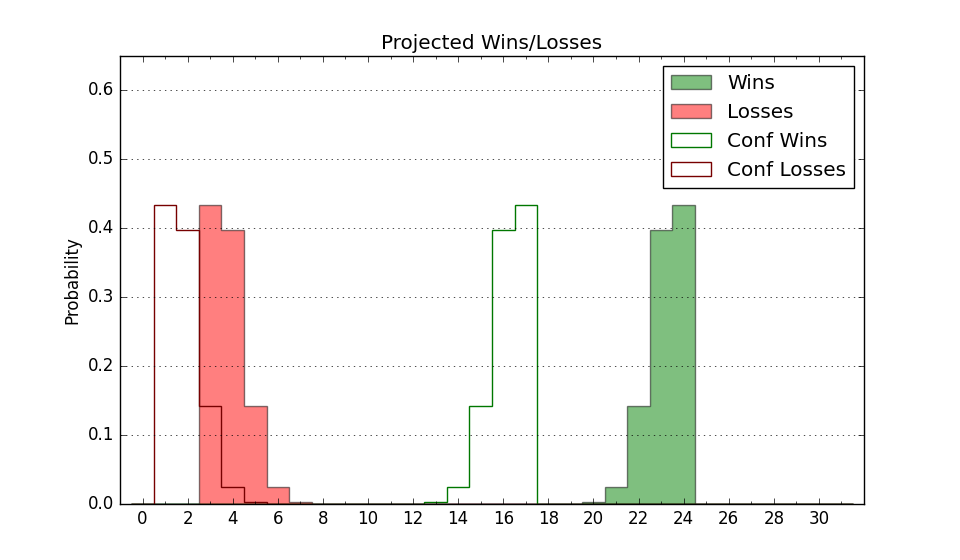 Projected Wins/Losses
Wins
Losses
Conf Wins
Conf Losses
Probability
0.6
0.5
0.4
0.3
0.2
0.1
0.0
0 2 4 6 8 10 12 14 16 18 20 22 24 26 28 30